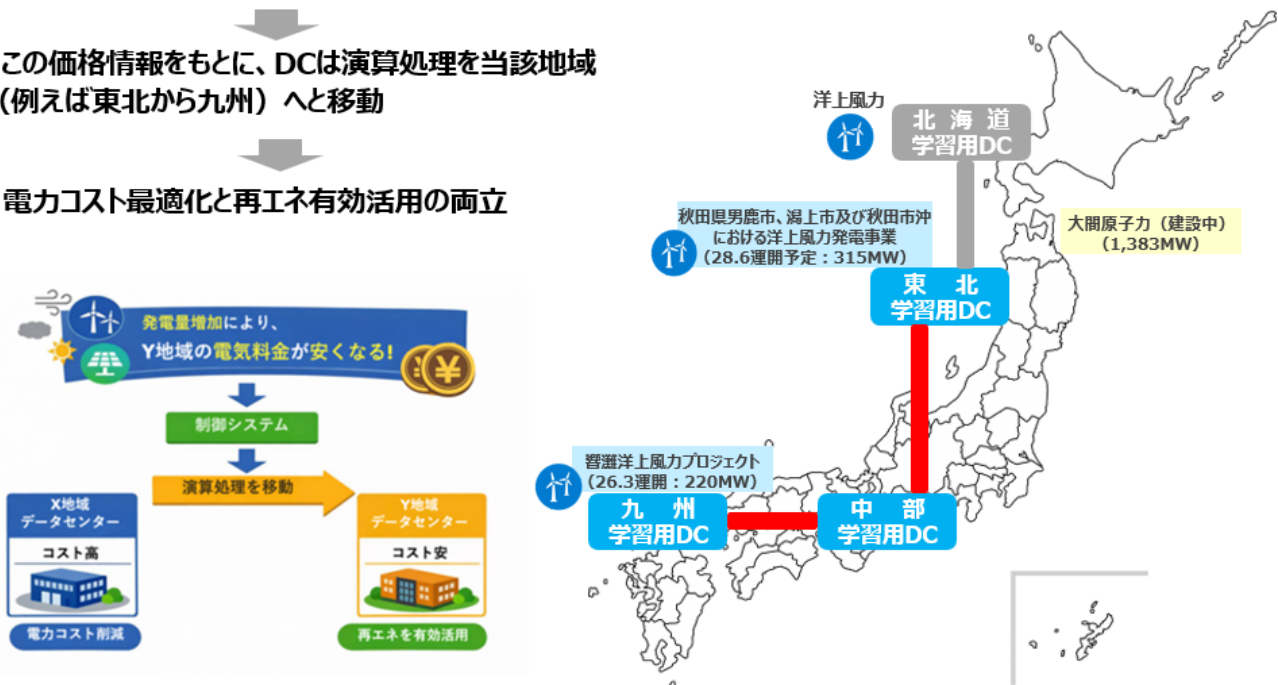 この価格情報をもとに、DCは演算処理を当該地域
(例えば東北から九州）へと移動
電力コスト最適化と再エネ有効活用の両立
発電量増加により、
Y地域の電気料金が安くなる!
制御システム
演算処理を移動
X地域
データセンター
コスト高
電力コスト削減
Y地域
データセンター
コスト安
再エネを有効活用
洋上風力
北海道
学習用DC
秋田県男鹿市、潟上市及び秋田市沖
における洋上風力発電事業
（28.6運開予定：315MW）
大間原子力（建設中）
（1,383MW）
東北
学習用DC
響灘洋上風力プロジェクト
（26.3運開：220MW）
九州
学習用DC
中部
学習用DC